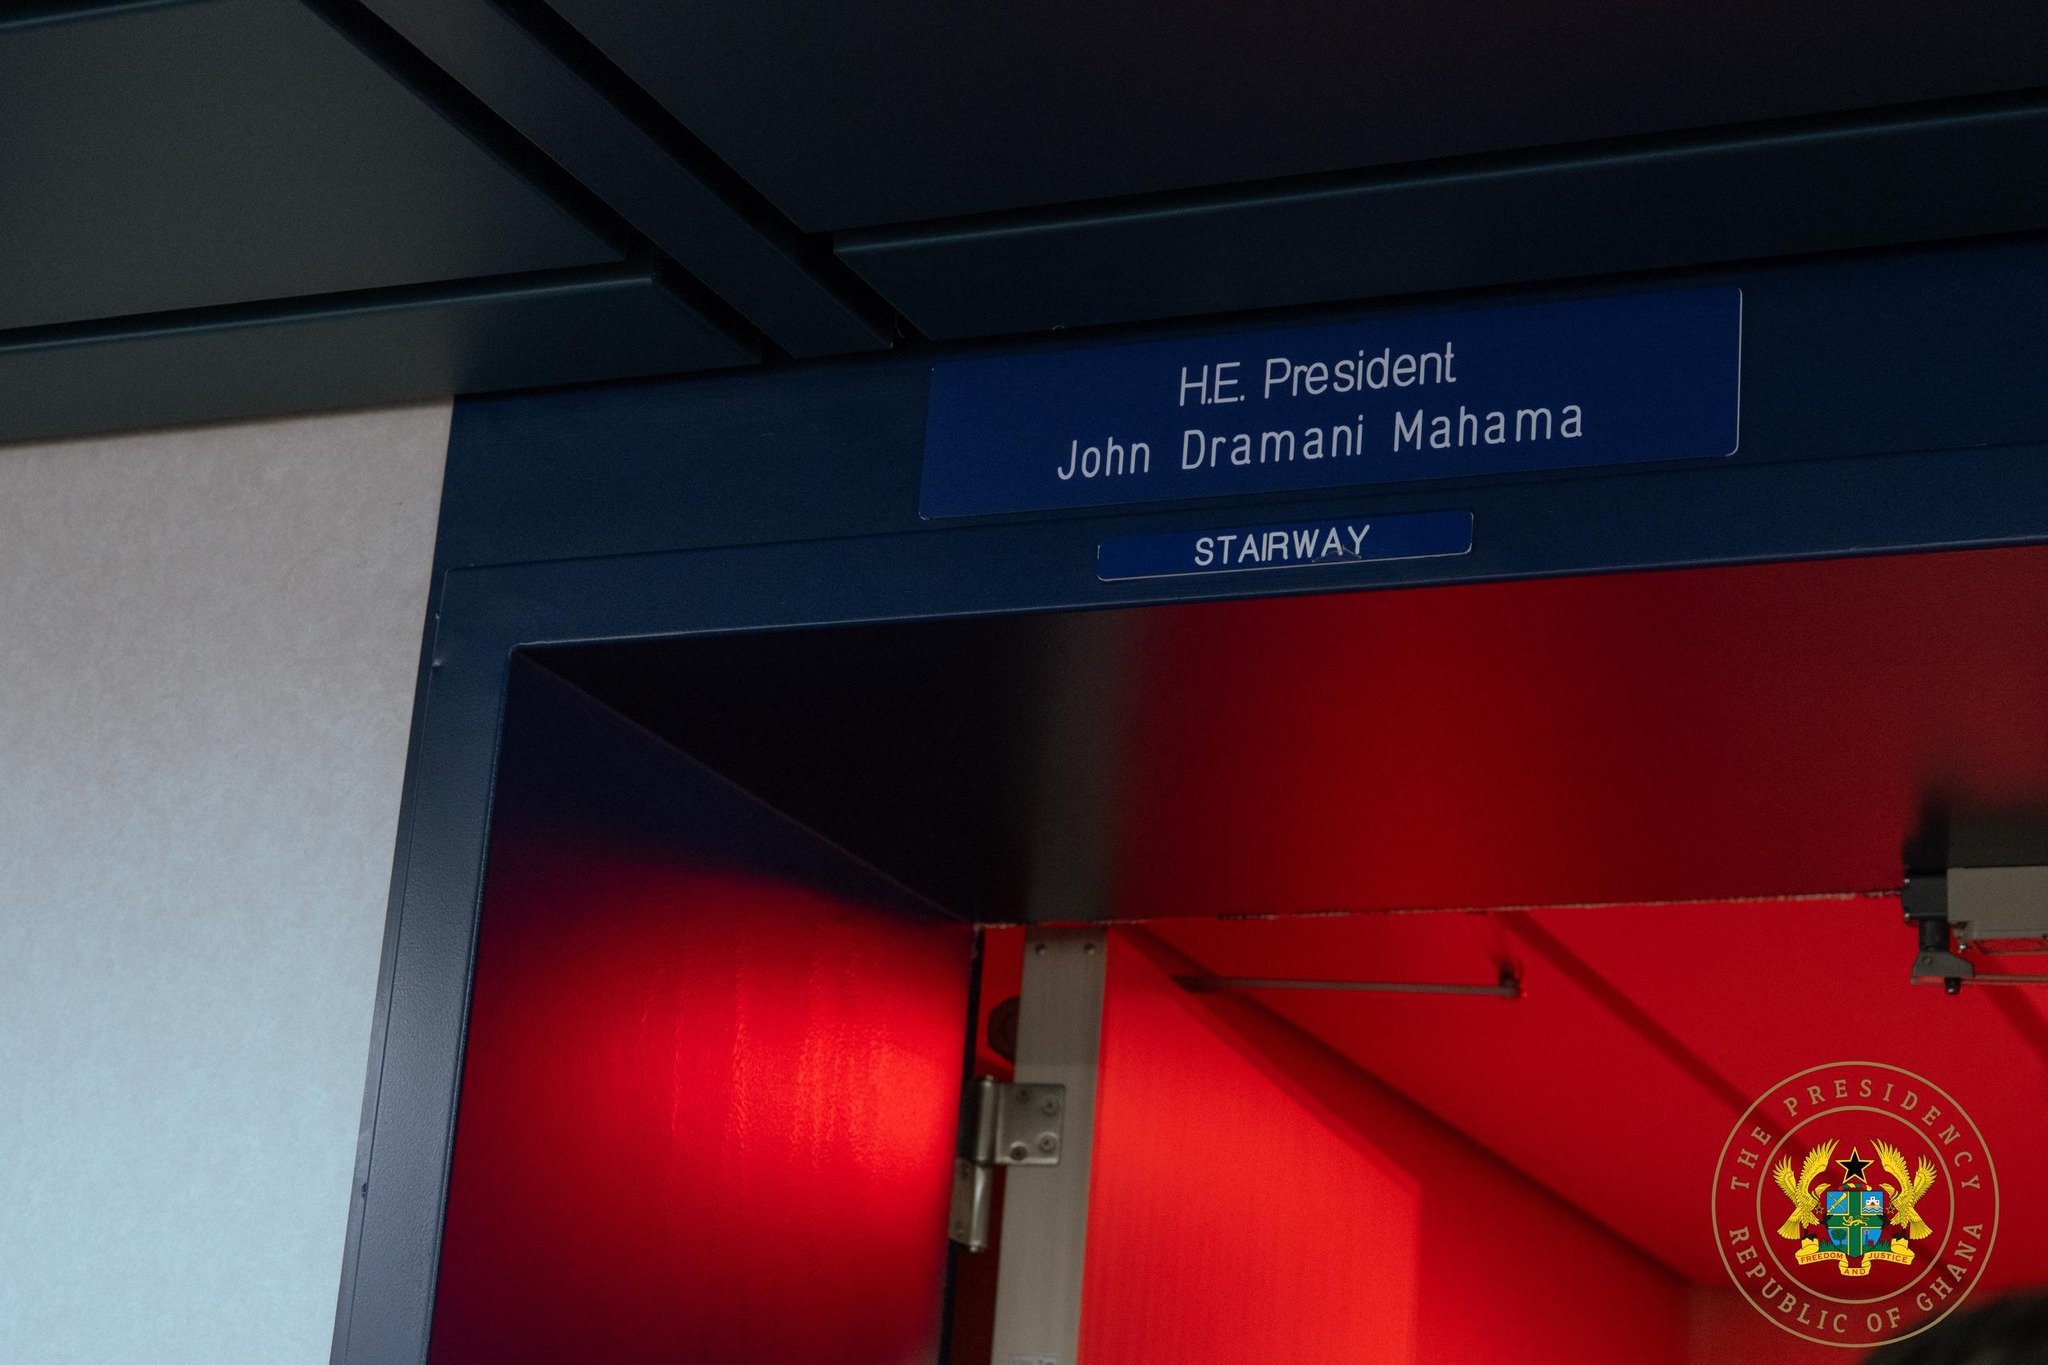 H.E. President
John Dramani Mahama
STAIRWAY
THE PRESIDENCY
REPUBLIC OF GHANA
FREEDOM AND JUSTICE